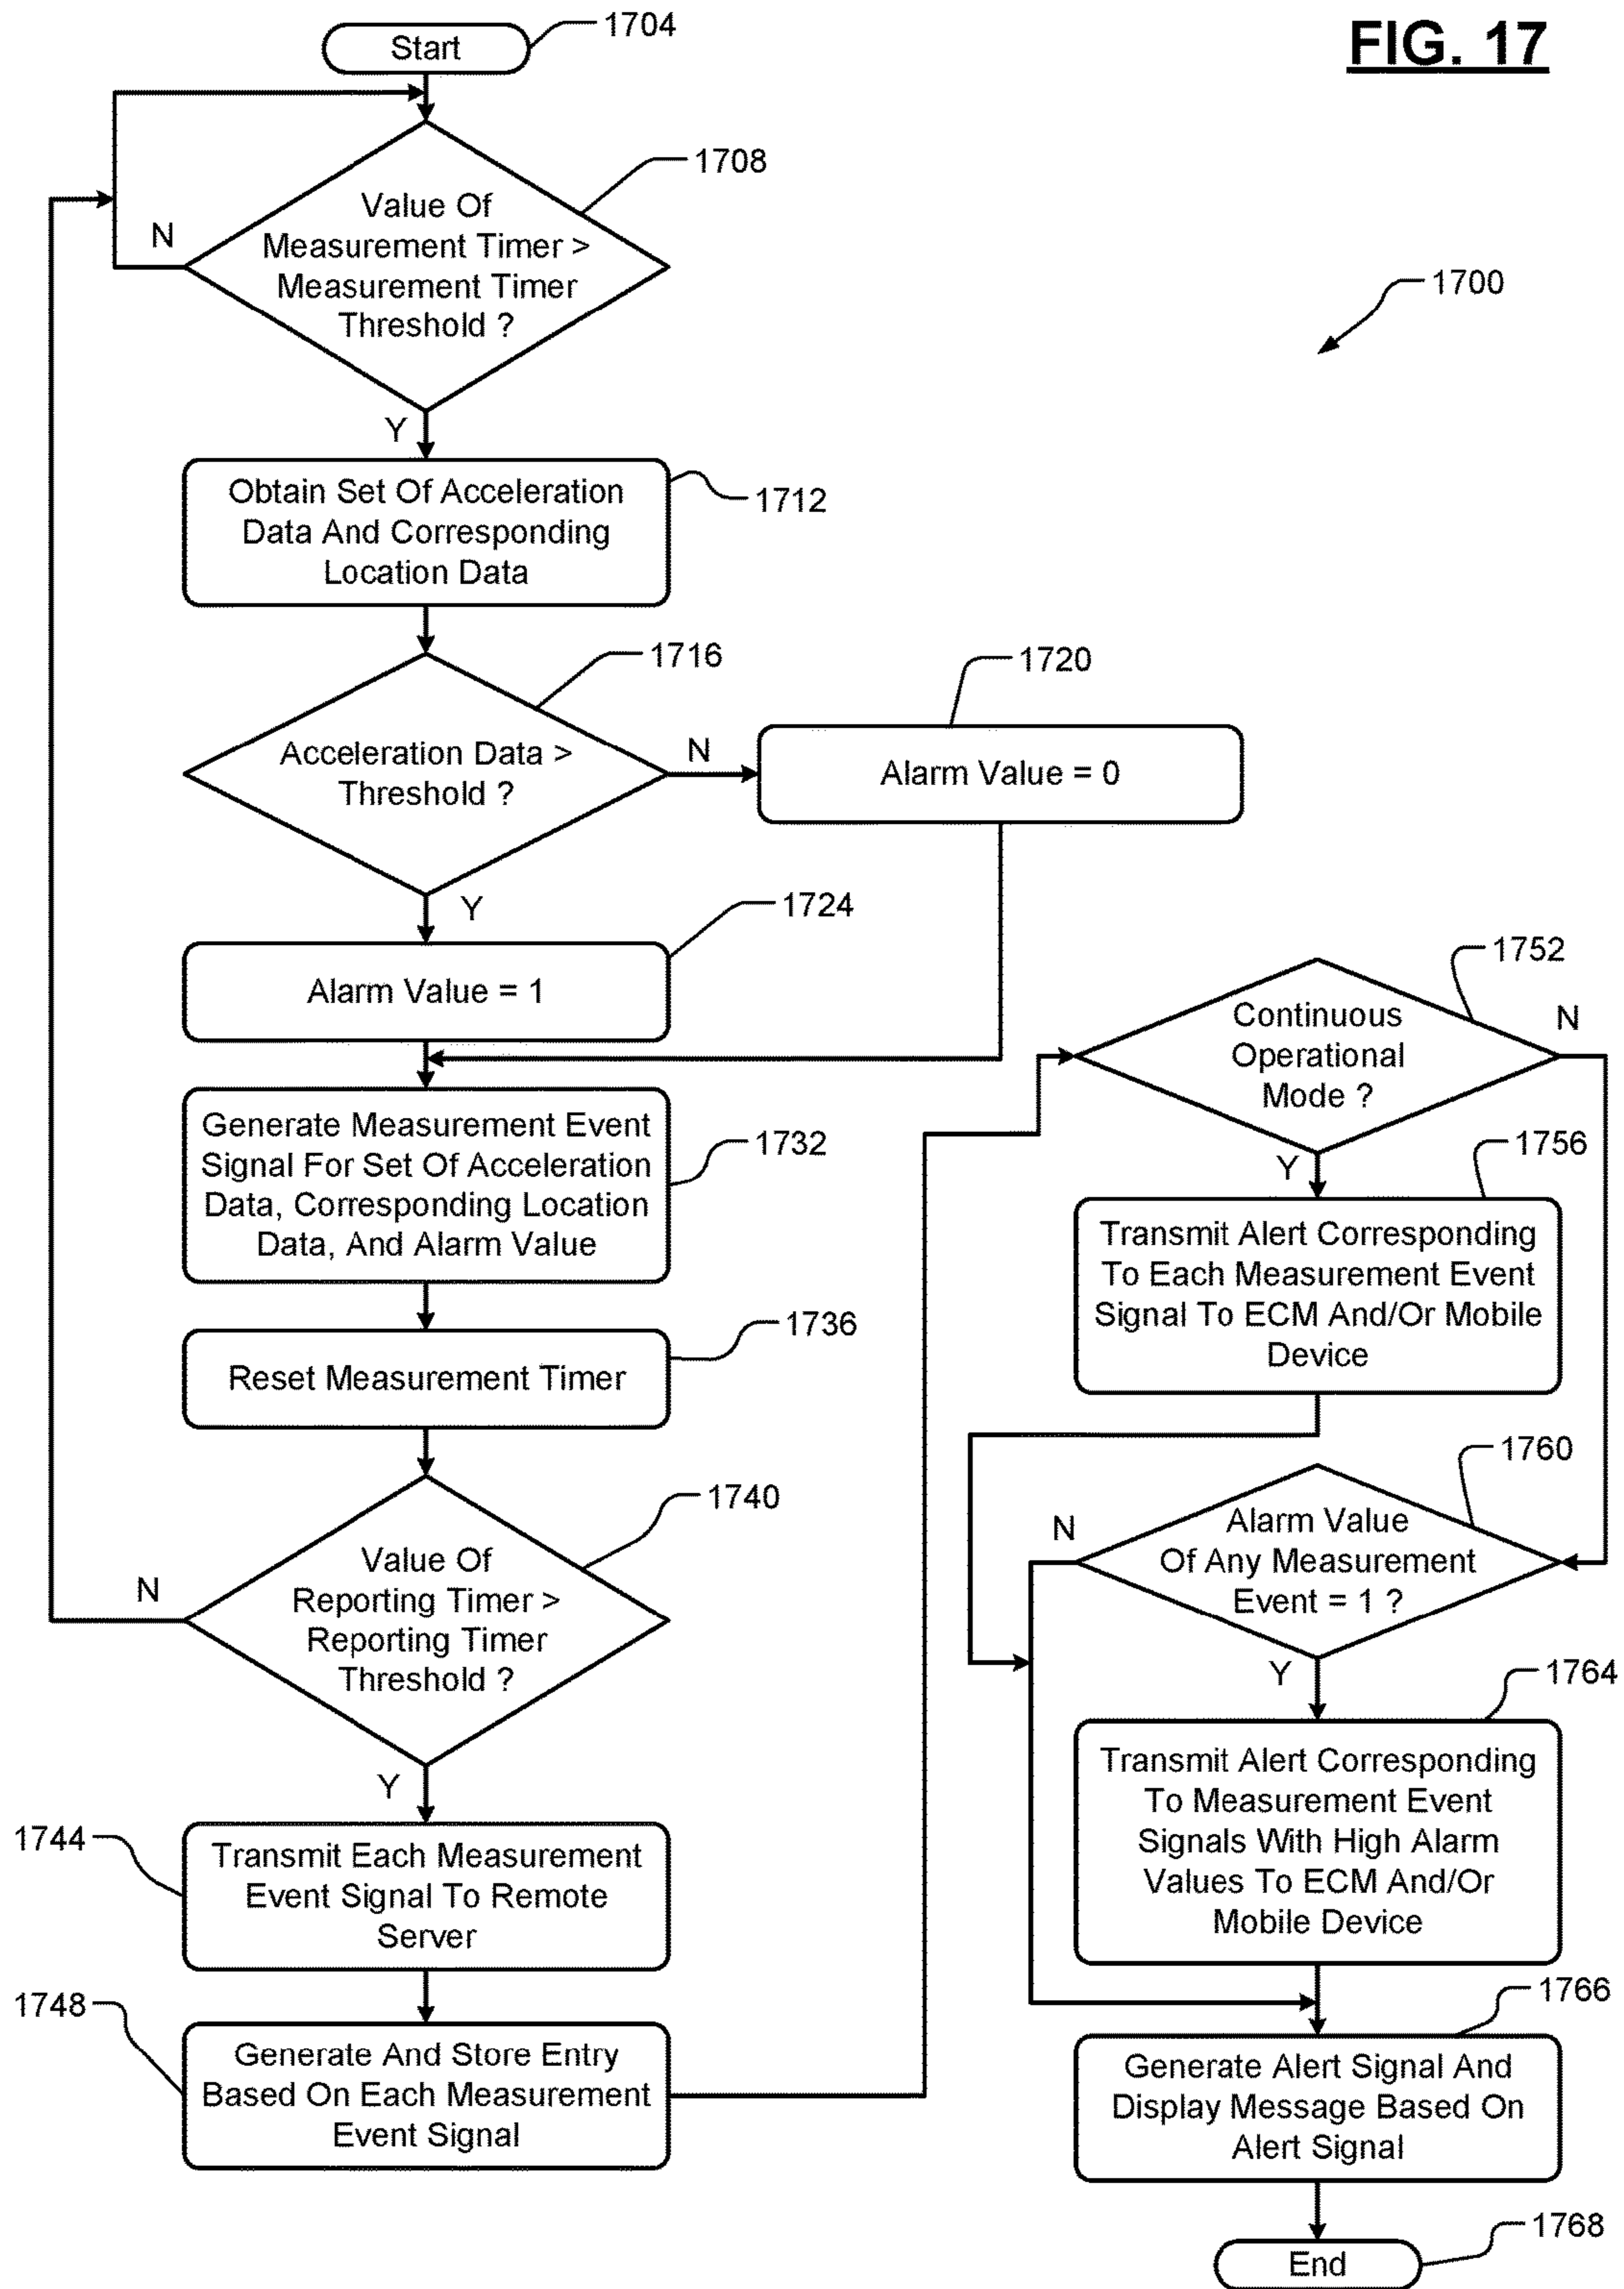 FIG. 17
1704
Start
1708
Value Of
Measurement Timer >
Measurement Timer
Threshold ?
N
Y
1700
1712
Obtain Set Of Acceleration
Data And Corresponding
Location Data
1716
Acceleration Data >
Threshold ?
N
Y
1720
Alarm Value = 0
1724
Alarm Value = 1
1732
Generate Measurement Event
Signal For Set Of Acceleration
Data, Corresponding Location
Data, And Alarm Value
1736
Reset Measurement Timer
1740
Value Of
Reporting Timer >
Reporting Timer
Threshold ?
N
Y
1744
Transmit Each Measurement
Event Signal To Remote
Server
1748
Generate And Store Entry
Based On Each Measurement
Event Signal
1752
Continuous
Operational
Mode ?
N
Y
1756
Transmit Alert Corresponding
To Each Measurement Event
Signal To ECM And/Or Mobile
Device
1760
Alarm Value
Of Any Measurement
Event = 1 ?
N
Y
1764
Transmit Alert Corresponding
To Measurement Event
Signals With High Alarm
Values To ECM And/Or
Mobile Device
1766
Generate Alert Signal And
Display Message Based On
Alert Signal
1768
End